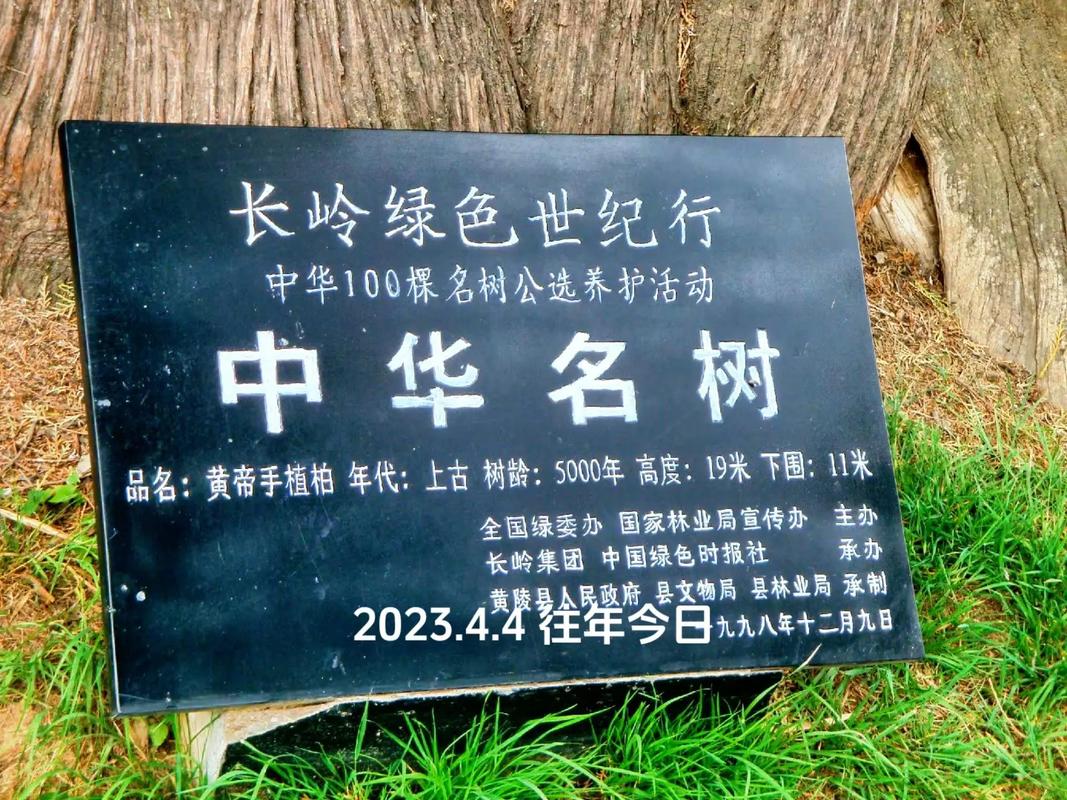 长岭绿色世纪行
中华100棵名树公选养护活动
中华名树
品名：黄帝手植柏 年代：上古 树龄：5000年 高度：19米 下围：11米
全国绿委办 国家林业局宣传办 主办
长岭集团 中国绿色时报社 承办
黄陵县人民政府 县文物局 县林业局 承制
九九八年十二月九日
2023.4.4 往年今日